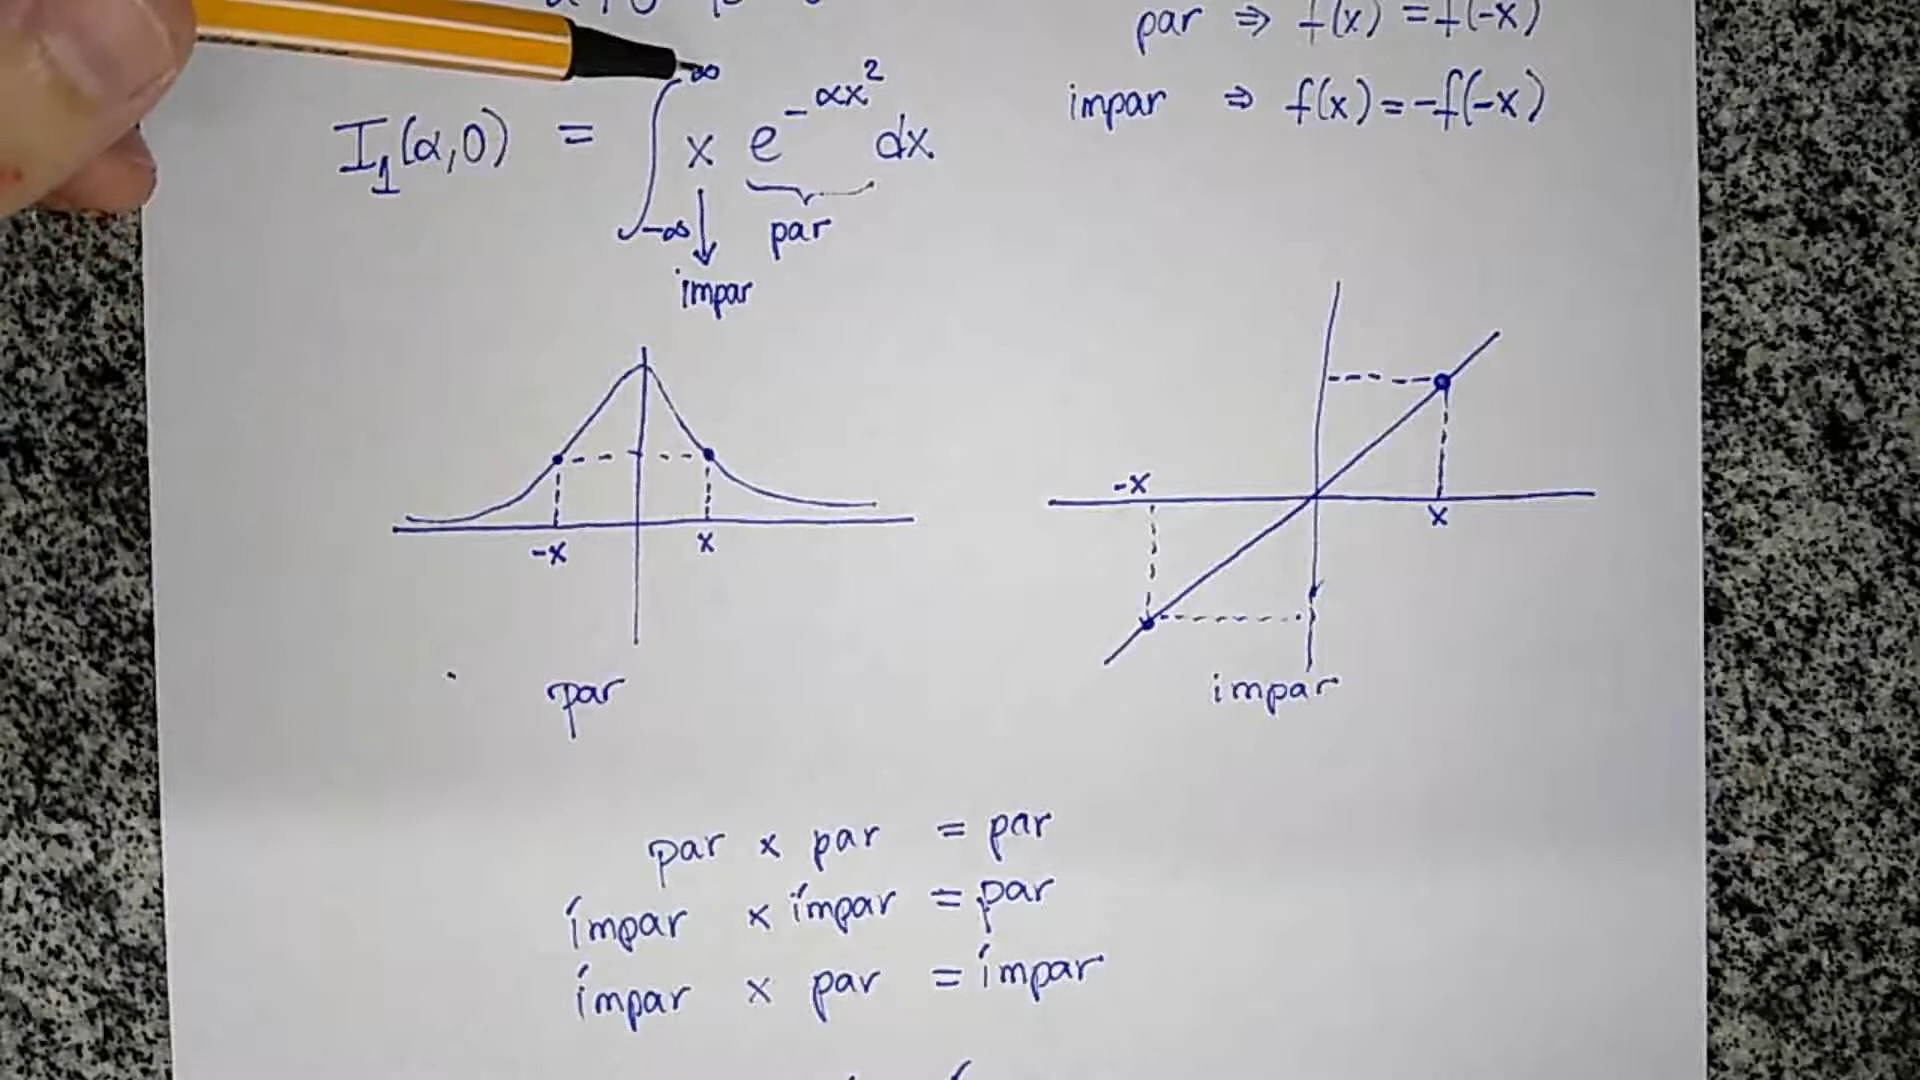 par ⇒ f(x) = f(-x)
impar ⇒ f(x) = -f(-x)
I₁(α,0) = ∫_{-∞}^{∞} x e^{-αx²} dx
par
impar
-x x
par
-x
x
impar
par x par = par
ímpar x ímpar = par
ímpar x par = ímpar